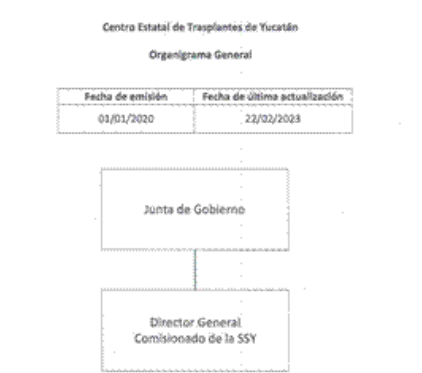 Centro Estatal de Trasplantes de Yucatán
Organigrama General
Fecha de emisión Fecha de última actualización
01/01/2020 22/02/2023
Junta de Gobierno
Director General
Comisionado de la SSY